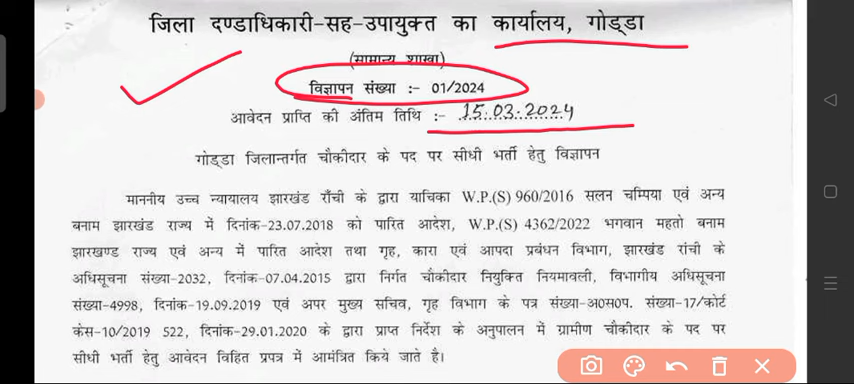 जिला दण्डाधिकारी-सह-उपायुक्त का कार्यालय, गोड्डा
(सामान्य शाखा)
विज्ञापन संख्या :- 01/2024
आवेदन प्राप्ति की अंतिम तिथि :- 15.03.2024
गोड्डा जिलान्तर्गत चौकीदार के पद पर सीधी भर्ती हेतु विज्ञापन
माननीय उच्च न्यायालय झारखंड राँची के द्वारा याचिका W.P.(S) 960/2016 सलन चम्पिया एवं अन्य
बनाम झारखंड राज्य में दिनांक-23.07.2018 को पारित आदेश, W.P.(S) 4362/2022 भगवान महतो बनाम
झारखण्ड राज्य एवं अन्य में पारित आदेश तथा गृह, कारा एवं आपदा प्रबंधन विभाग, झारखंड रांची के
अधिसूचना संख्या-2032, दिनांक-07.04.2015 द्वारा निर्गत चौकीदार नियुक्ति नियमावली, विभागीय अधिसूचना
संख्या-4998, दिनांक-19.09.2019 एवं अपर मुख्य सचिव, गृह विभाग के पत्र संख्या-अ0स0प. संख्या-17/कोर्ट
केस-10/2019 522, दिनांक-29.01.2020 के द्वारा प्राप्त निर्देश के अनुपालन में ग्रामीण चौकीदार के पद पर
सीधी भर्ती हेतु आवेदन विहित प्रपत्र में आमंत्रित किये जाते है।